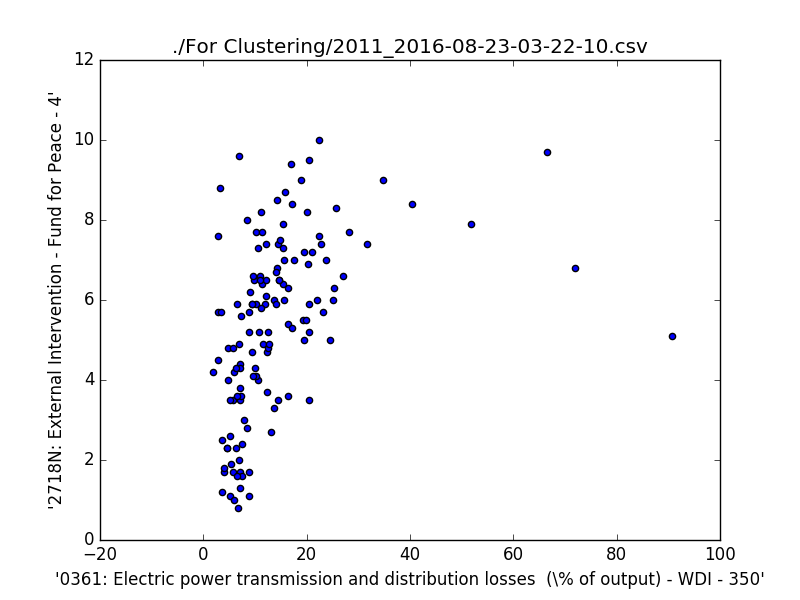 ./For Clustering/2011_2016-08-23-03-22-10.csv
12
10
8
6
4
2
0
'2718N: External Intervention - Fund for Peace - 4'
−20 0 20 40 60 80 100
'0361: Electric power transmission and distribution losses (\% of output) - WDI - 350'